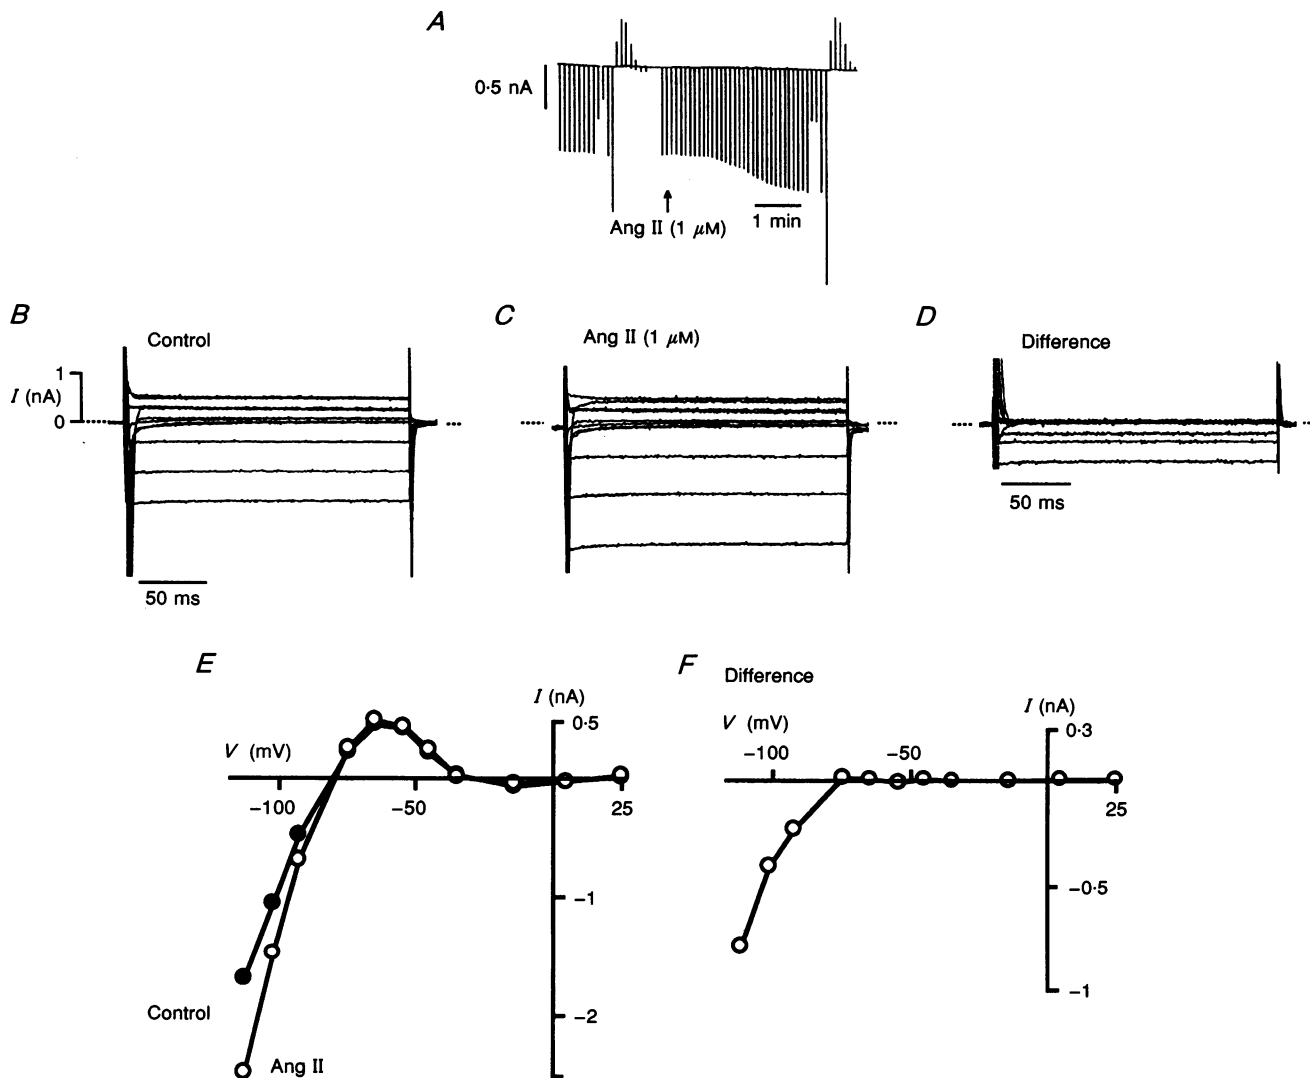 A
0·5 nA
Ang II (1 μM)
1 min
B
Control
1
I (nA)
0
50 ms
C
Ang II (1 μM)
D
Difference
50 ms
E
I (nA)
0·5
V (mV)
−100
−50
25
−1
−2
Control
Ang II
F
Difference
I (nA)
0·3
V (mV)
−100
−50
25
−0·5
−1